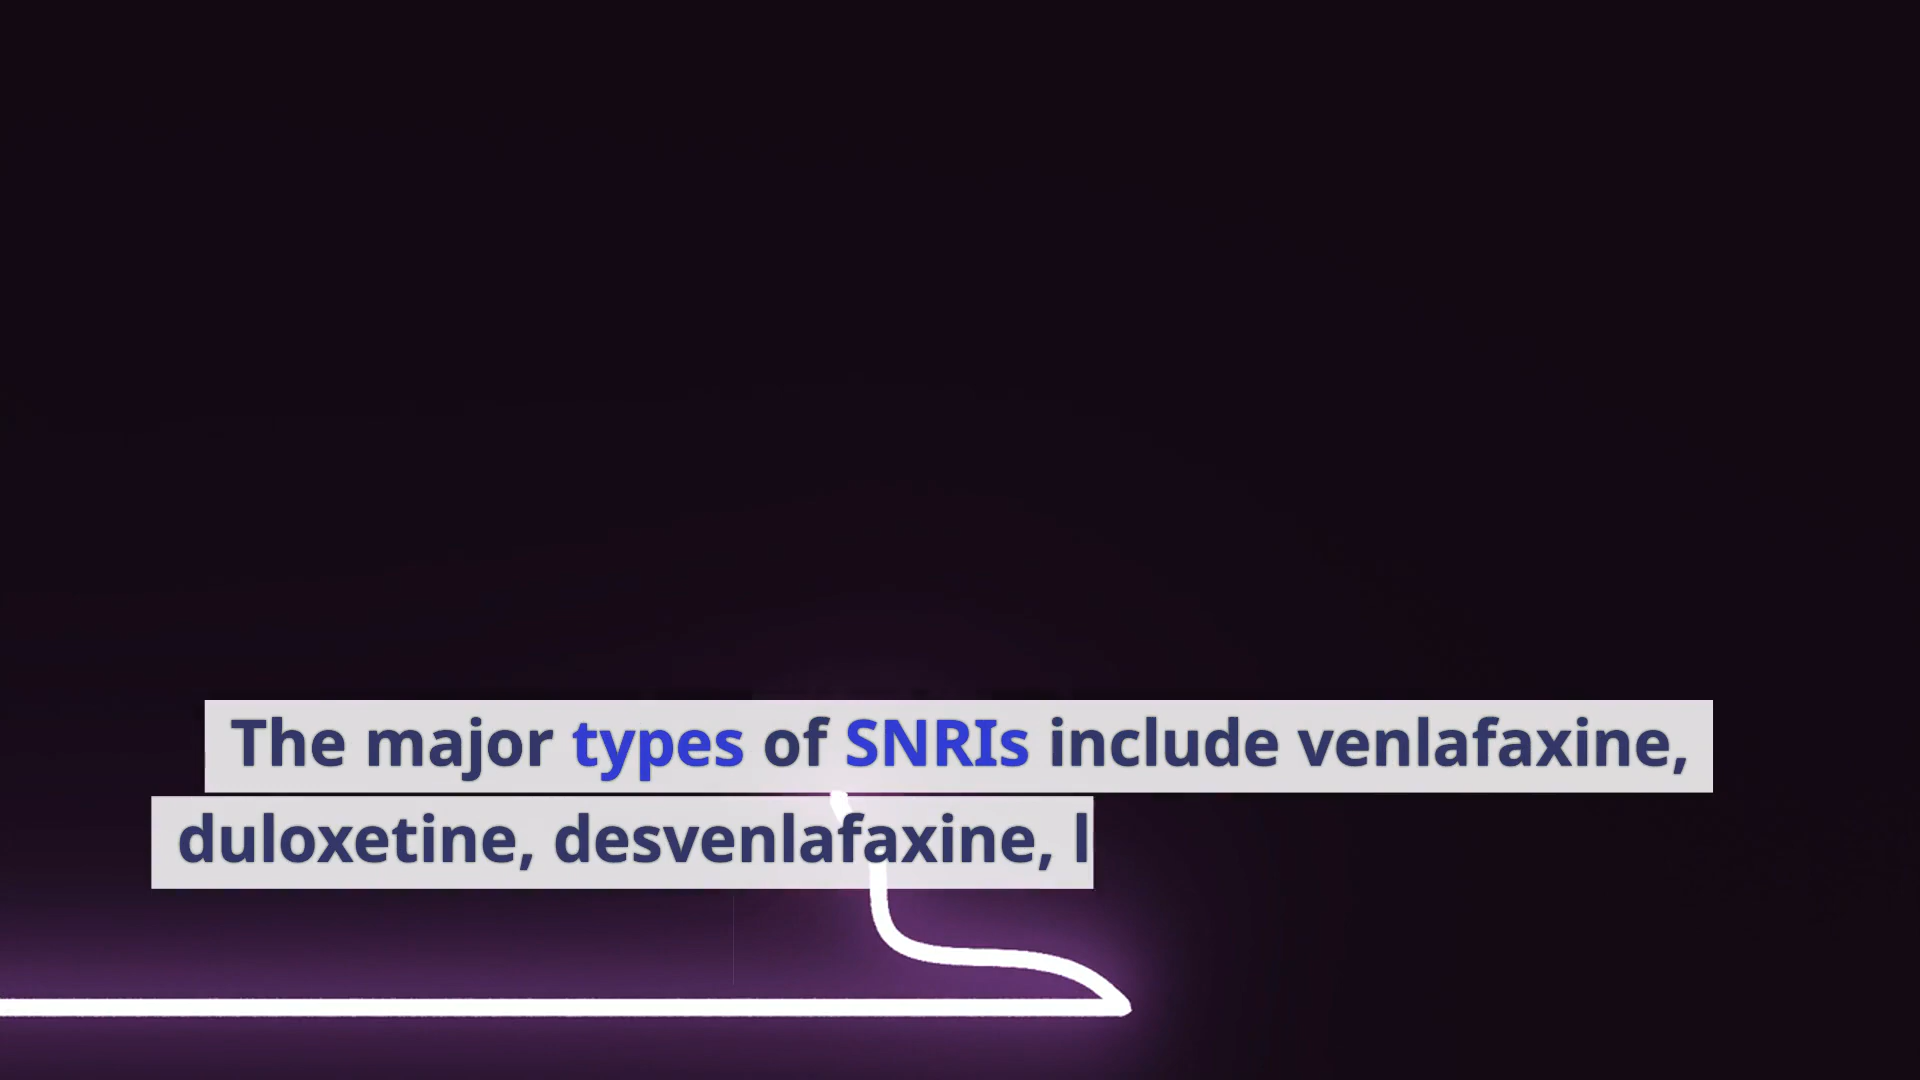 The major types of SNRIs include venlafaxine,
duloxetine, desvenlafaxine, l